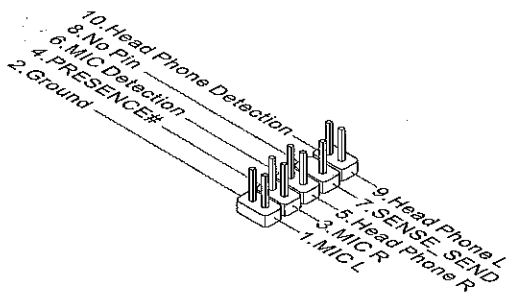 10.Head Phone Detection
8.No Pin
6.MIC Detection
4.PRESENCE#
2.Ground
9.Head Phone L
7.SENSE_SEND
5.Head Phone R
3.MIC R
1.MIC L